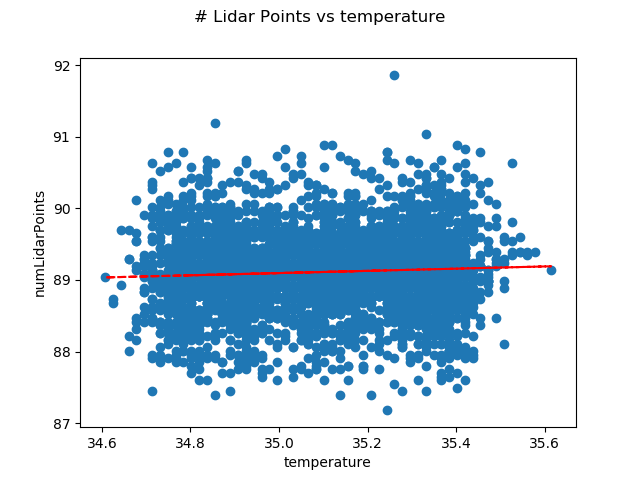 # Lidar Points vs temperature
92
91
90
89
88
87
numLidarPoints
34.6 34.8 35.0 35.2 35.4 35.6
temperature